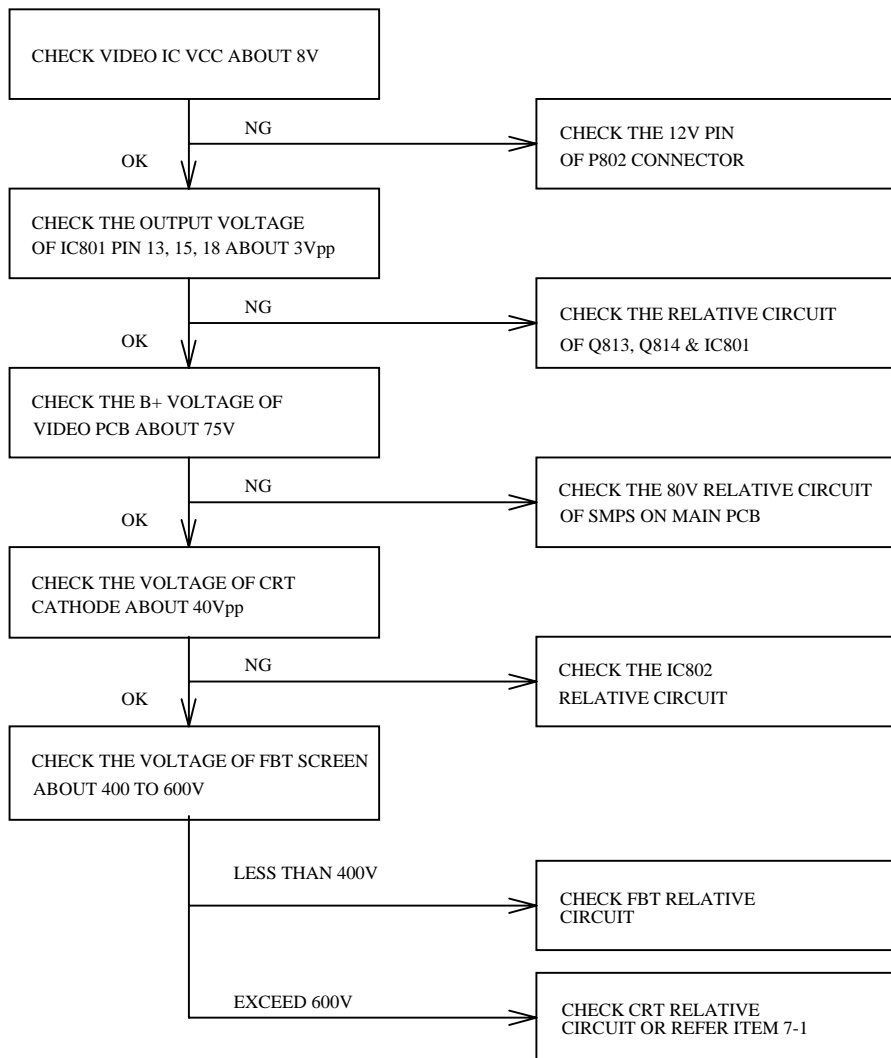 CHECK VIDEO IC VCC ABOUT 8V
NG
CHECK THE 12V PIN
OF P802 CONNECTOR
OK
CHECK THE OUTPUT VOLTAGE
OF IC801 PIN 13, 15, 18 ABOUT 3Vpp
NG
CHECK THE RELATIVE CIRCUIT
OF Q813, Q814 & IC801
OK
CHECK THE B+ VOLTAGE OF
VIDEO PCB ABOUT 75V
NG
CHECK THE 80V RELATIVE CIRCUIT
OF SMPS ON MAIN PCB
OK
CHECK THE VOLTAGE OF CRT
CATHODE ABOUT 40Vpp
NG
CHECK THE IC802
RELATIVE CIRCUIT
OK
CHECK THE VOLTAGE OF FBT SCREEN
ABOUT 400 TO 600V
LESS THAN 400V
CHECK FBT RELATIVE
CIRCUIT
EXCEED 600V
CHECK CRT RELATIVE
CIRCUIT OR REFER ITEM 7-1